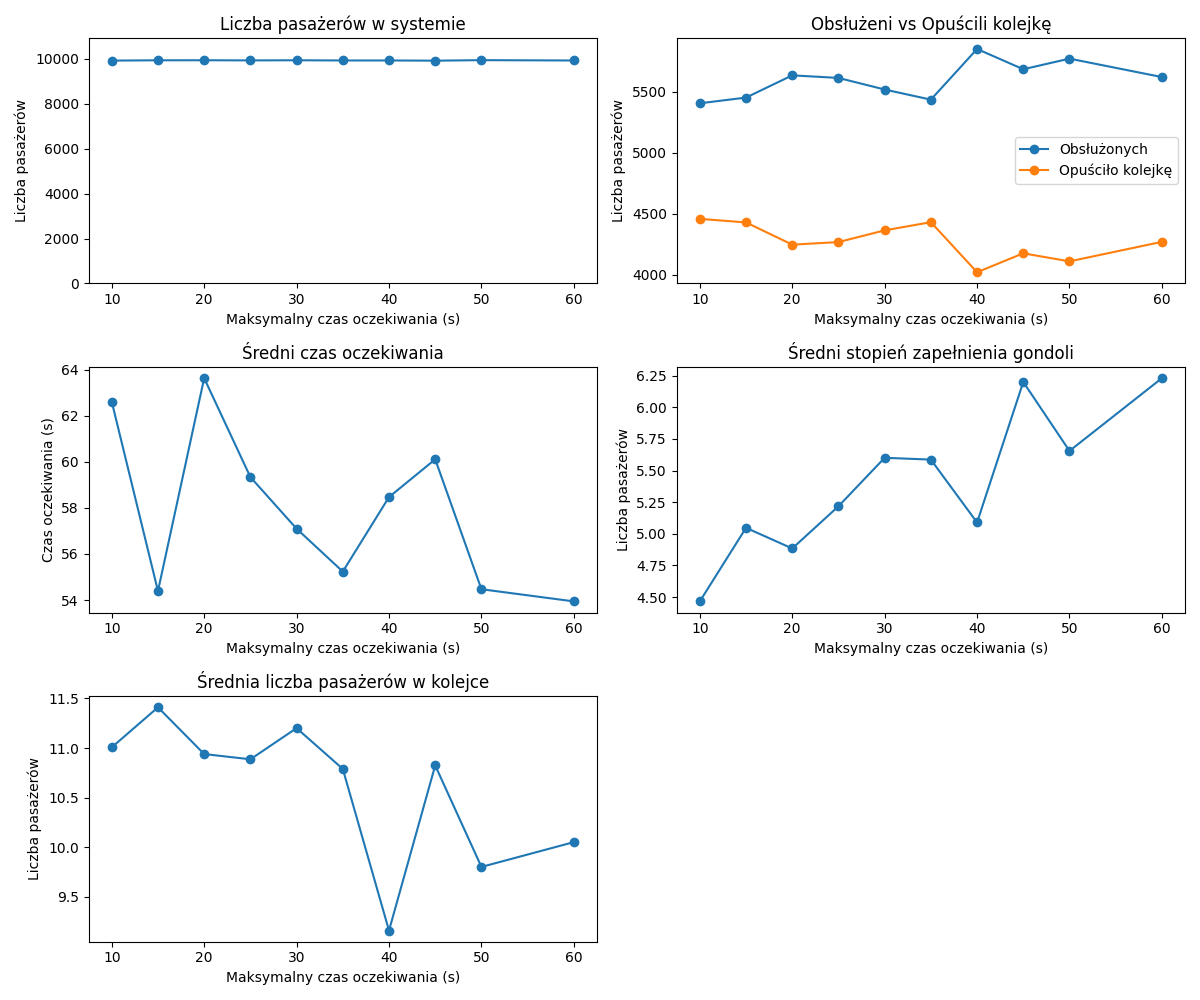 Liczba pasażerów w systemie
Liczba pasażerów
10000
8000
6000
4000
2000
0
10 20 30 40 50 60
Maksymalny czas oczekiwania (s)
Obsłużeni vs Opuścili kolejkę
Liczba pasażerów
5500
5000
4500
4000
Obsłużonych
Opuściło kolejkę
10 20 30 40 50 60
Maksymalny czas oczekiwania (s)
Średni czas oczekiwania
Czas oczekiwania (s)
64
62
60
58
56
54
10 20 30 40 50 60
Maksymalny czas oczekiwania (s)
Średni stopień zapełnienia gondoli
Liczba pasażerów
6.25
6.00
5.75
5.50
5.25
5.00
4.75
4.50
10 20 30 40 50 60
Maksymalny czas oczekiwania (s)
Średnia liczba pasażerów w kolejce
Liczba pasażerów
11.5
11.0
10.5
10.0
9.5
10 20 30 40 50 60
Maksymalny czas oczekiwania (s)